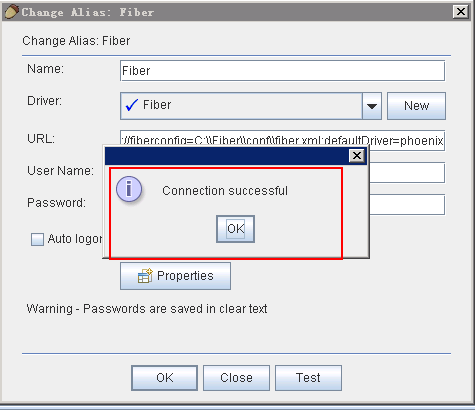 Change Alias: Fiber
Change Alias: Fiber
Name:
Fiber
Driver:
Fiber
New
URL:
://fiberconfig=C:\\Fiber\\conf\\fiber.xml;defaultDriver=phoenix
User Name:
Connection successful
OK
Password:
Auto logon
Properties
Warning - Passwords are saved in clear text
OK
Close
Test